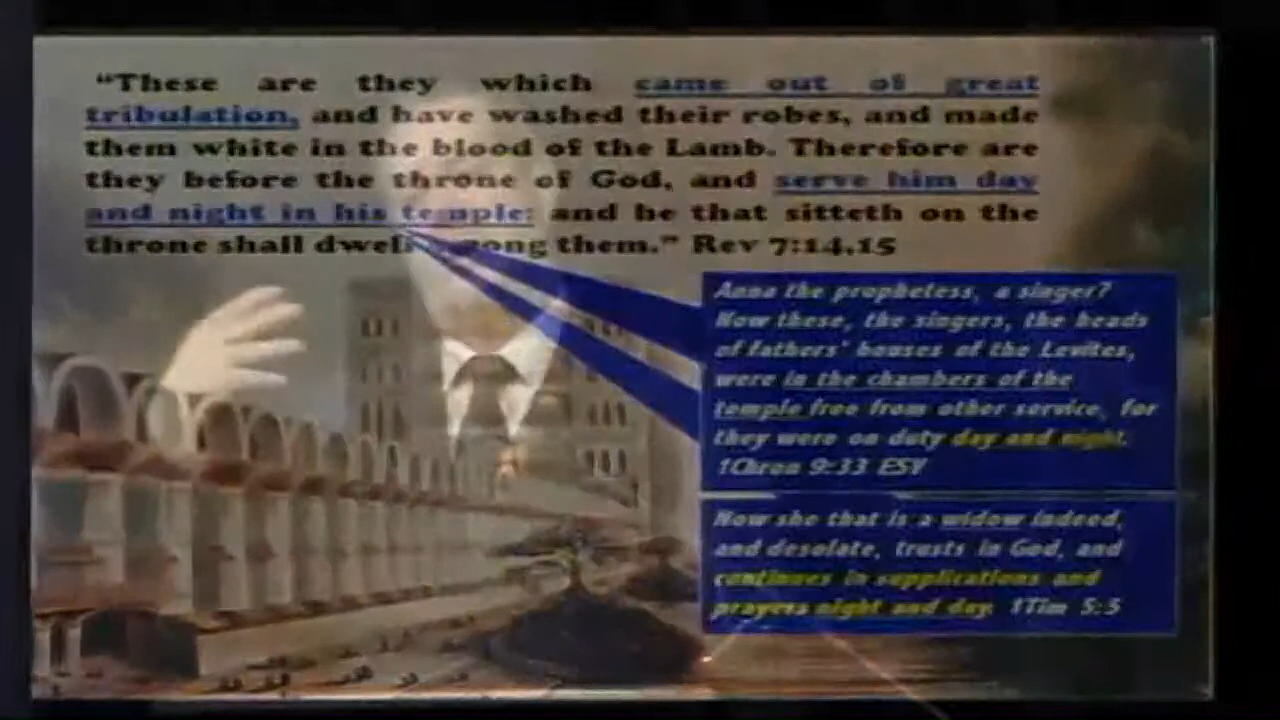 “These are they which came out of great
tribulation, and have washed their robes, and made
them white in the blood of the Lamb. Therefore are
they before the throne of God, and serve him day
and night in his temple: and he that sitteth on the
throne shall dwell among them.” Rev 7:14,15
Anna the prophetess, a singer?
Now these, the singers, the heads
of fathers' houses of the Levites,
were in the chambers of the
temple free from other service, for
they were on duty day and night.
1Chron 9:33 ESV
Now she that is a widow indeed,
and desolate, trusts in God, and
continues in supplications and
prayers night and day. 1Tim 5:5